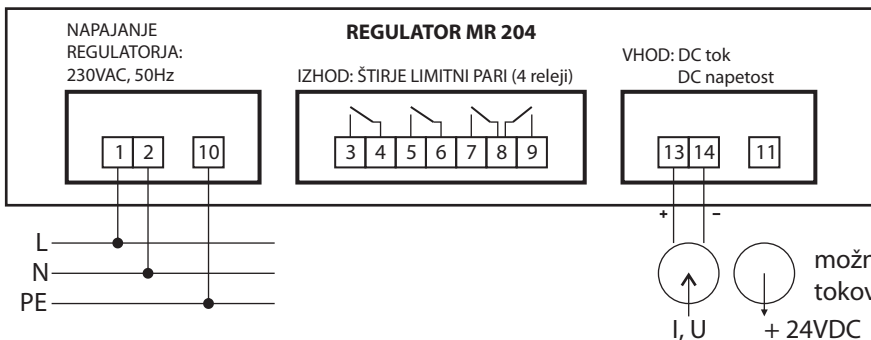 REGULATOR MR 204
NAPAJANJE
REGULATORJA:
230VAC, 50Hz
IZHOD: ŠTIRJE LIMITNI PARI (4 releji)
VHOD: DC tok
DC napetost
1 2 10
3 4 5 6 7 8 9
13 14 11
+ −
L
N
PE
I, U
+ 24VDC